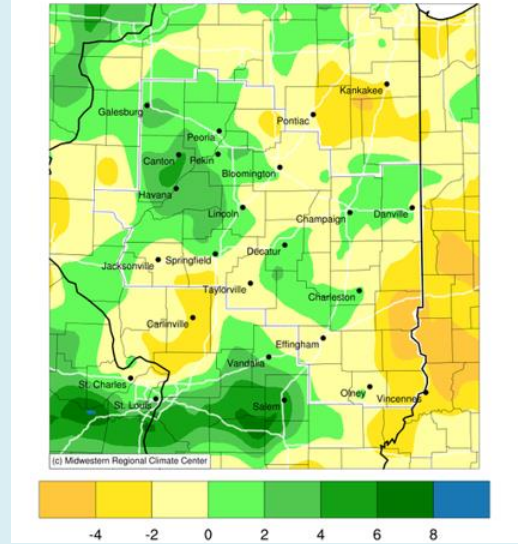 Kankakee
Galesburg
Pontiac
Peoria
Canton
Pekin
Bloomington
Havana
Lincoln
Champaign
Danville
Decatur
Jacksonville
Springfield
Taylorville
Charleston
Carlinville
Effingham
Vandalia
St. Charles
Olney
Vincennes
St. Louis
Salem
(c) Midwestern Regional Climate Center
-4 -2 0 2 4 6 8